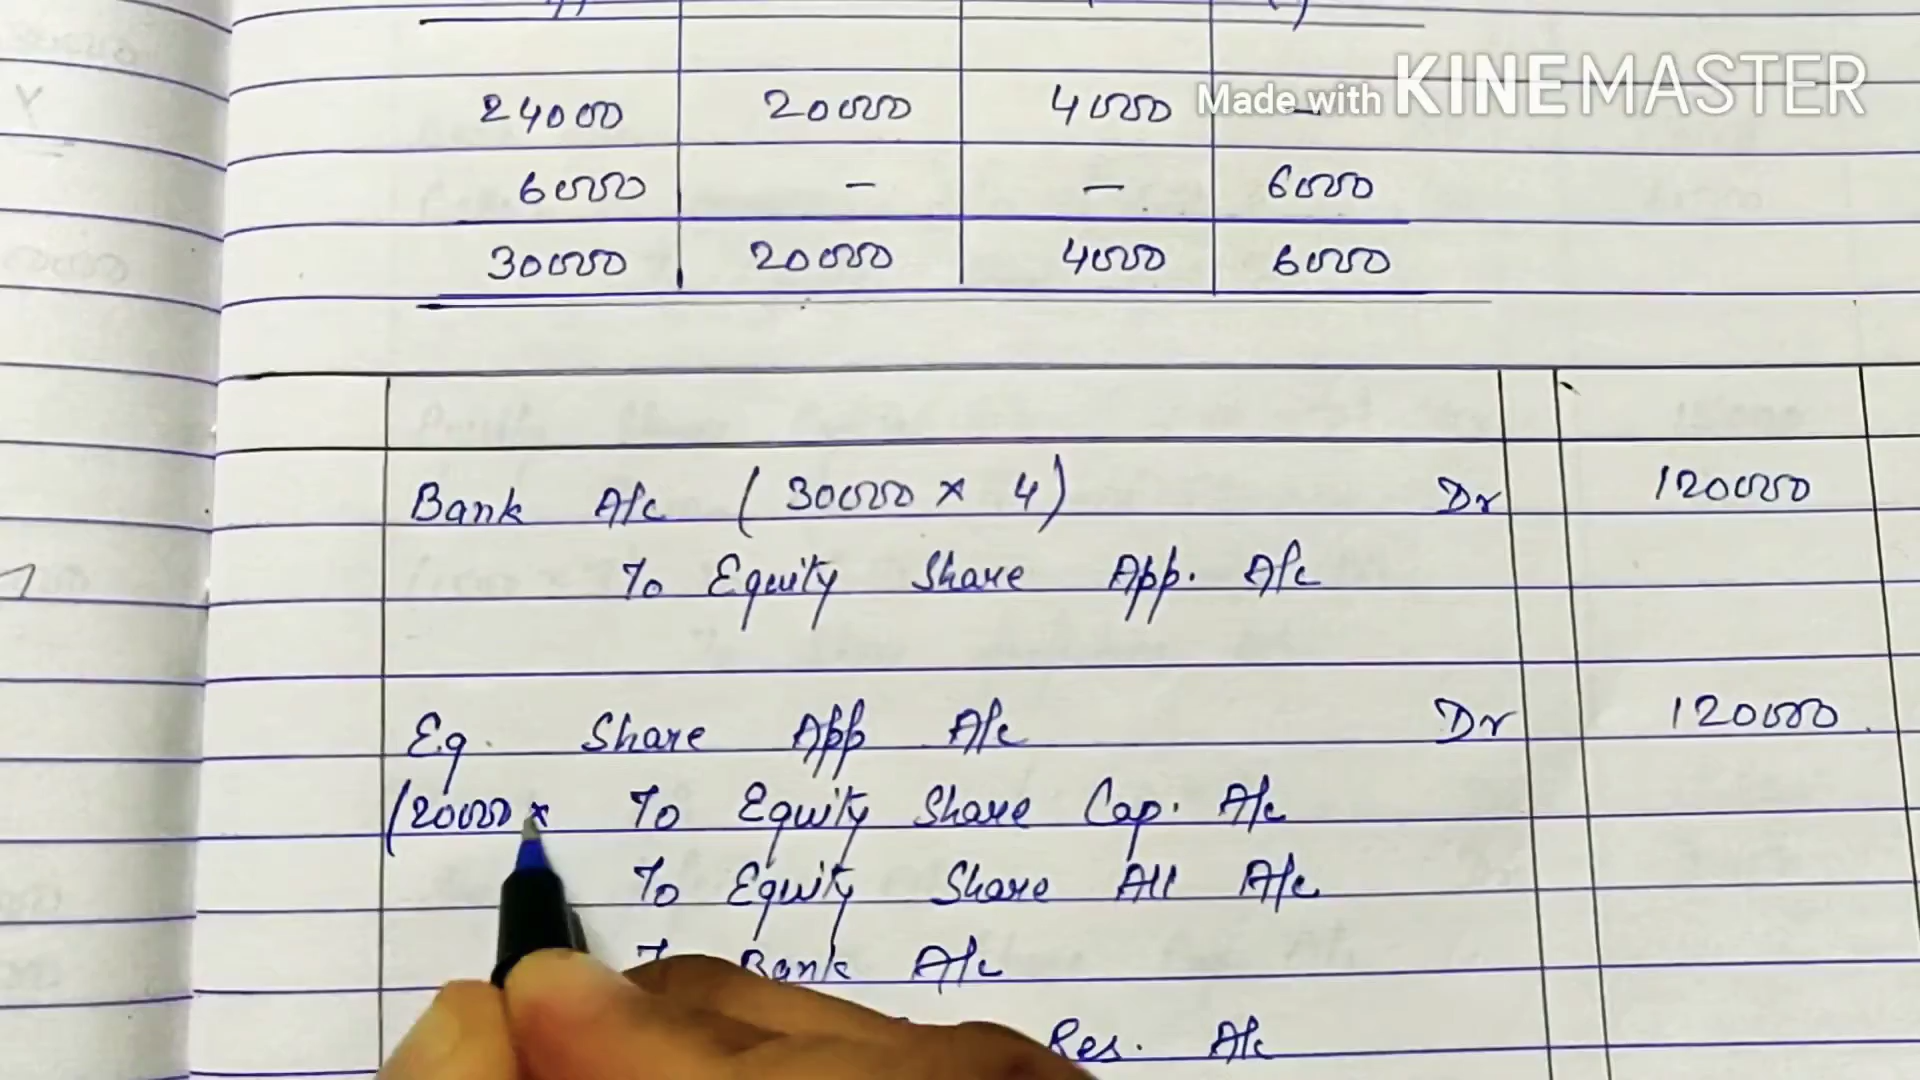 Made with KINEMASTER
24000 20000 4000 -
6000 - - 6000
30000 20000 4000 6000
Bank A/c (30000 × 4) Dr 120000
To Equity Share App. A/c
Eq. Share App A/c Dr 120000
(20000 × To Equity Share Cap. A/c
To Equity Share All A/c
To Bank A/c
Res. A/c